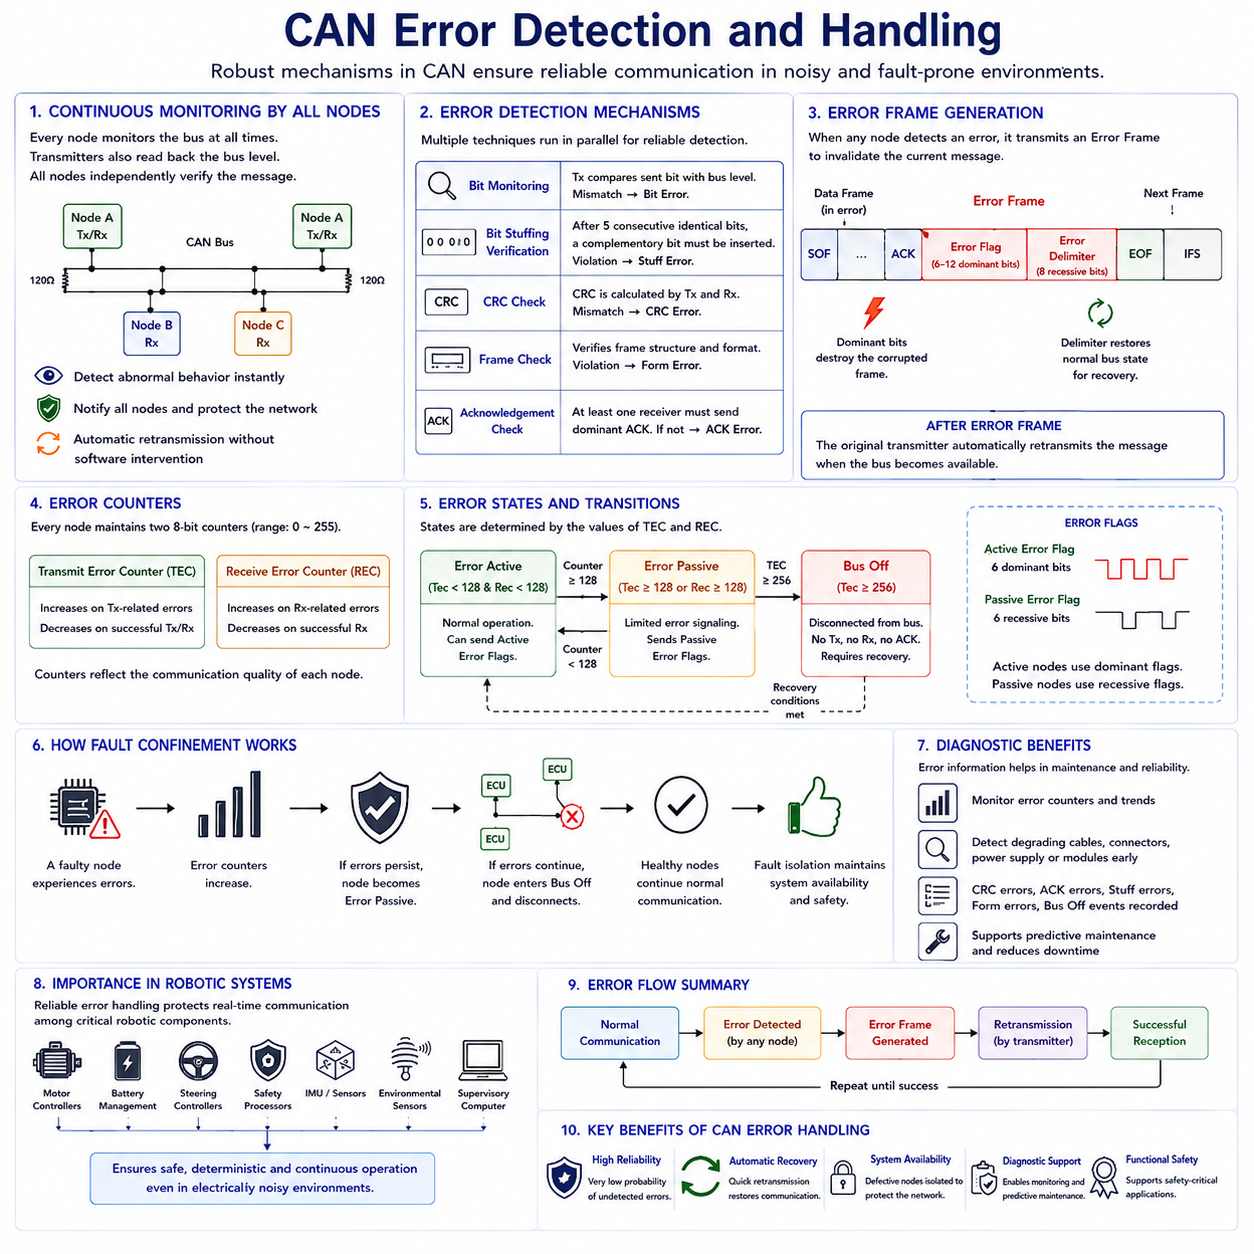 CAN Error Detection and Handling
Robust mechanisms in CAN ensure reliable communication in noisy and fault-prone environments.
1. CONTINUOUS MONITORING BY ALL NODES
Every node monitors the bus at all times.
Transmitters also read back the bus level.
All nodes independently verify the message.
Node A
Tx/Rx
Node A
Tx/Rx
CAN Bus
120Ω
120Ω
Node B
Rx
Node C
Rx
Detect abnormal behavior instantly
Notify all nodes and protect the network
Automatic retransmission without
software intervention
2. ERROR DETECTION MECHANISMS
Multiple techniques run in parallel for reliable detection.
Bit Monitoring
Tx compares sent bit with bus level.
Mismatch → Bit Error.
Bit Stuffing
Verification
After 5 consecutive identical bits,
a complementary bit must be inserted.
Violation → Stuff Error.
CRC
CRC Check
CRC is calculated by Tx and Rx.
Mismatch → CRC Error.
Frame Check
Verifies frame structure and format.
Violation → Form Error.
ACK
Acknowledgement
Check
At least one receiver must send
dominant ACK. If not → ACK Error.
3. ERROR FRAME GENERATION
When any node detects an error, it transmits an Error Frame
to invalidate the current message.
Data Frame
(in error)
Error Frame
Next Frame
SOF
...
ACK
Error Flag
(6–12 dominant bits)
Error
Delimiter
(8 recessive bits)
EOF
IFS
Dominant bits
destroy the corrupted
frame.
Delimiter restores
normal bus state
for recovery.
AFTER ERROR FRAME
The original transmitter automatically retransmits the message
when the bus becomes available.
4. ERROR COUNTERS
Every node maintains two 8-bit counters (range: 0 ~ 255).
Transmit Error Counter (TEC)
Increases on Tx-related errors
Decreases on successful Tx/Rx
Receive Error Counter (REC)
Increases on Rx-related errors
Decreases on successful Rx
Counters reflect the communication quality of each node.
5. ERROR STATES AND TRANSITIONS
States are determined by the values of TEC and REC.
Error Active
(Tec < 128 & Rec < 128)
Normal operation.
Can send Active
Error Flags.
Counter
≥ 128
Counter
< 128
Error Passive
(Tec ≥ 128 or Rec ≥ 128)
Limited error signaling.
Sends Passive
Error Flags.
TEC
≥ 256
Bus Off
(Tec ≥ 256)
Disconnected from bus.
No Tx, no Rx, no ACK.
Requires recovery.
Recovery
conditions
met
ERROR FLAGS
Active Error Flag
6 dominant bits
Passive Error Flag
6 recessive bits
Active nodes use dominant flags.
Passive nodes use recessive flags.
6. HOW FAULT CONFINEMENT WORKS
A faulty node
experiences errors.
Error counters
increase.
If errors persist,
node becomes
Error Passive.
ECU
ECU
ECU
If errors continue,
node enters Bus Off
and disconnects.
Healthy nodes
continue normal
communication.
Fault isolation maintains
system availability
and safety.
7. DIAGNOSTIC BENEFITS
Error information helps in maintenance and reliability.
Monitor error counters and trends
Detect degrading cables, connectors,
power supply or modules early
CRC errors, ACK errors, Stuff errors,
Form errors, Bus Off events recorded
Supports predictive maintenance
and reduces downtime
8. IMPORTANCE IN ROBOTIC SYSTEMS
Reliable error handling protects real-time communication
among critical robotic components.
Motor
Controllers
Battery
Management
Steering
Controllers
Safety
Processors
IMU / Sensors
Environmental
Sensors
Supervisory
Computer
Ensures safe, deterministic and continuous operation
even in electrically noisy environments.
9. ERROR FLOW SUMMARY
Normal
Communication
Error Detected
(by any node)
Error Frame
Generated
Retransmission
(by transmitter)
Successful
Reception
Repeat until success
10. KEY BENEFITS OF CAN ERROR HANDLING
High Reliability
Very low probability
of undetected errors.
Automatic Recovery
Quick retransmission
restores communication.
System Availability
Defective nodes isolated to
protect the network.
Diagnostic Support
Enables monitoring and
predictive maintenance.
Functional Safety
Supports safety-critical
applications.